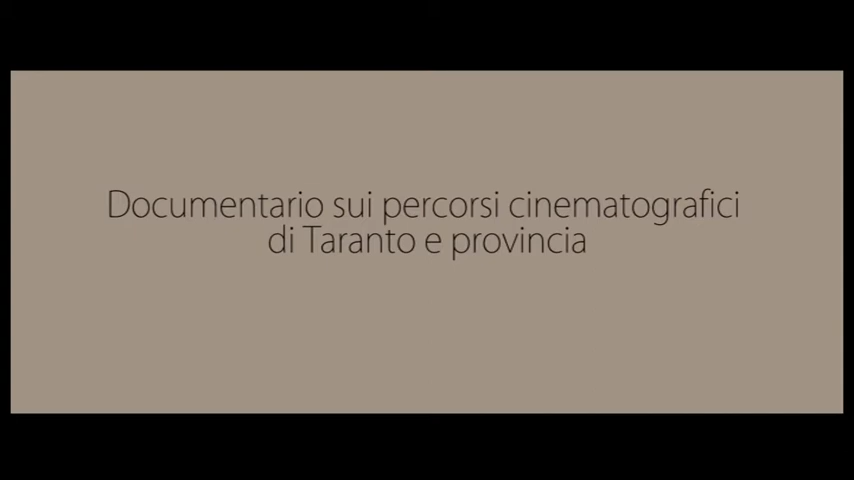 Documentario sui percorsi cinematografici
di Taranto e provincia